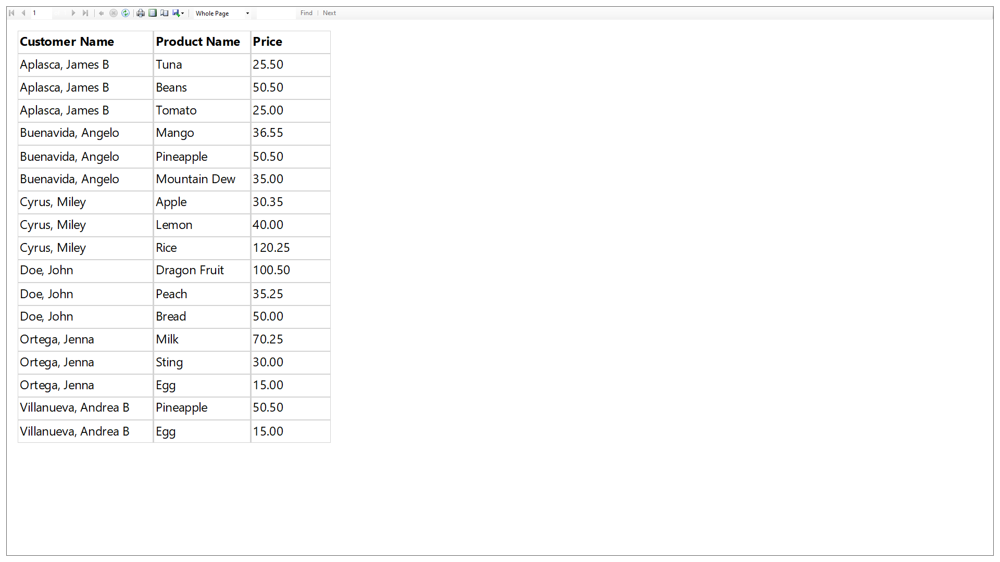 1 Whole Page Find Next
Customer Name Product Name Price
Aplasca, James B Tuna 25.50
Aplasca, James B Beans 50.50
Aplasca, James B Tomato 25.00
Buenavida, Angelo Mango 36.55
Buenavida, Angelo Pineapple 50.50
Buenavida, Angelo Mountain Dew 35.00
Cyrus, Miley Apple 30.35
Cyrus, Miley Lemon 40.00
Cyrus, Miley Rice 120.25
Doe, John Dragon Fruit 100.50
Doe, John Peach 35.25
Doe, John Bread 50.00
Ortega, Jenna Milk 70.25
Ortega, Jenna Sting 30.00
Ortega, Jenna Egg 15.00
Villanueva, Andrea B Pineapple 50.50
Villanueva, Andrea B Egg 15.00